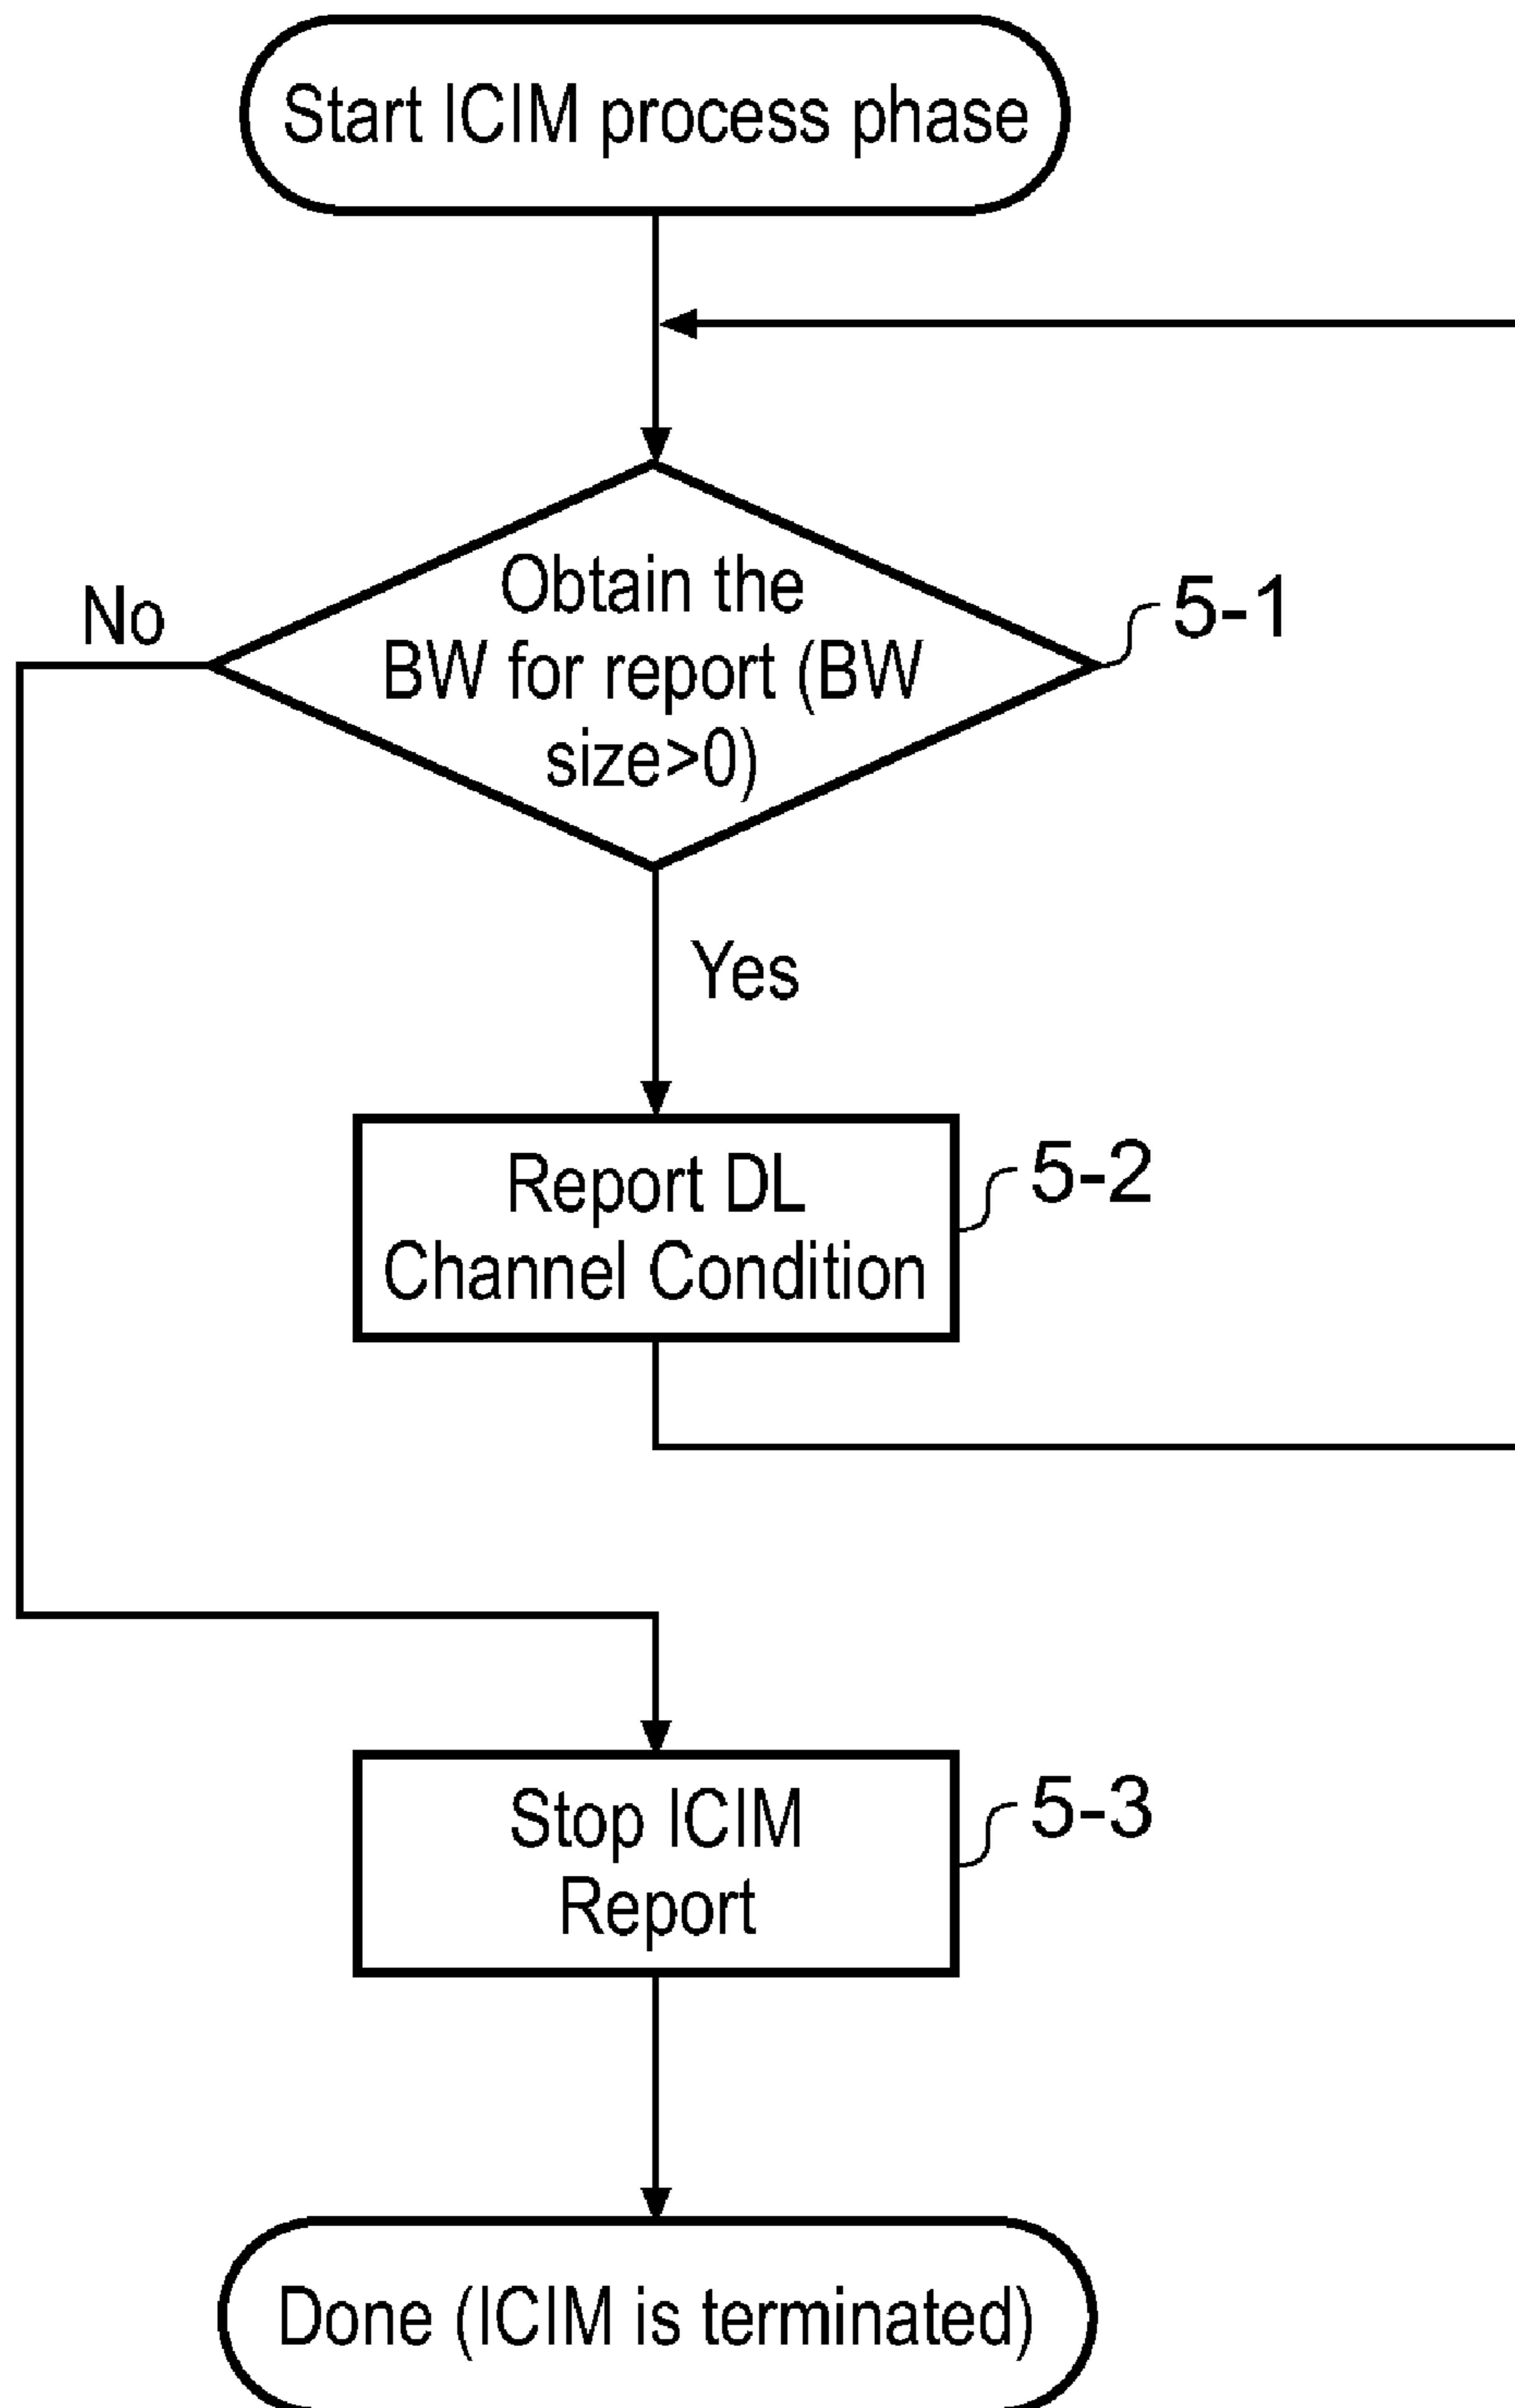 Start ICIM process phase
No
Obtain the
BW for report (BW
size>0)
5-1
Yes
Report DL
Channel Condition
5-2
Stop ICIM
Report
5-3
Done (ICIM is terminated)